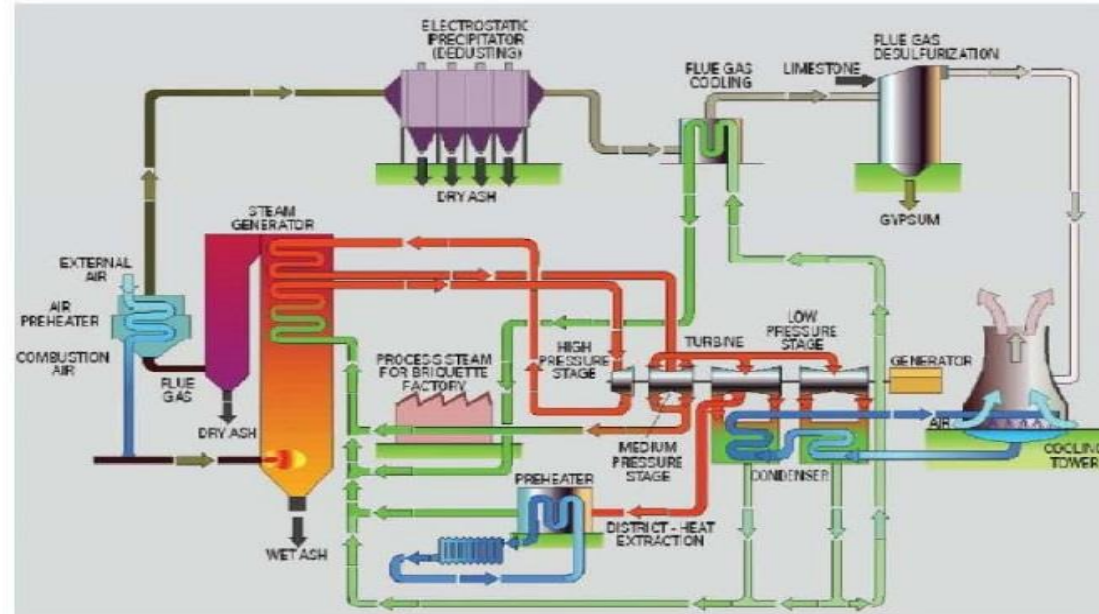 ELECTROSTATIC
PRECIPITATOR
(DEDUSTING)
FLUE GAS
DESULFURIZATION
FLUE GAS
COOLING
LIMESTONE
DRY ASH
GYPSUM
STEAM
GENERATOR
EXTERNAL
AIR
AIR
PREHEATER
COMBUSTION
AIR
FLUE
GAS
DRY ASH
WET ASH
PROCESS STEAM
FOR BRIQUETTE
FACTORY
HIGH
PRESSURE
STAGE
TURBINE
LOW
PRESSURE
STAGE
GENERATOR
MEDIUM
PRESSURE
STAGE
CONDENSER
AIR
COOLING
TOWER
PREHEATER
DISTRICT - HEAT
EXTRACTION